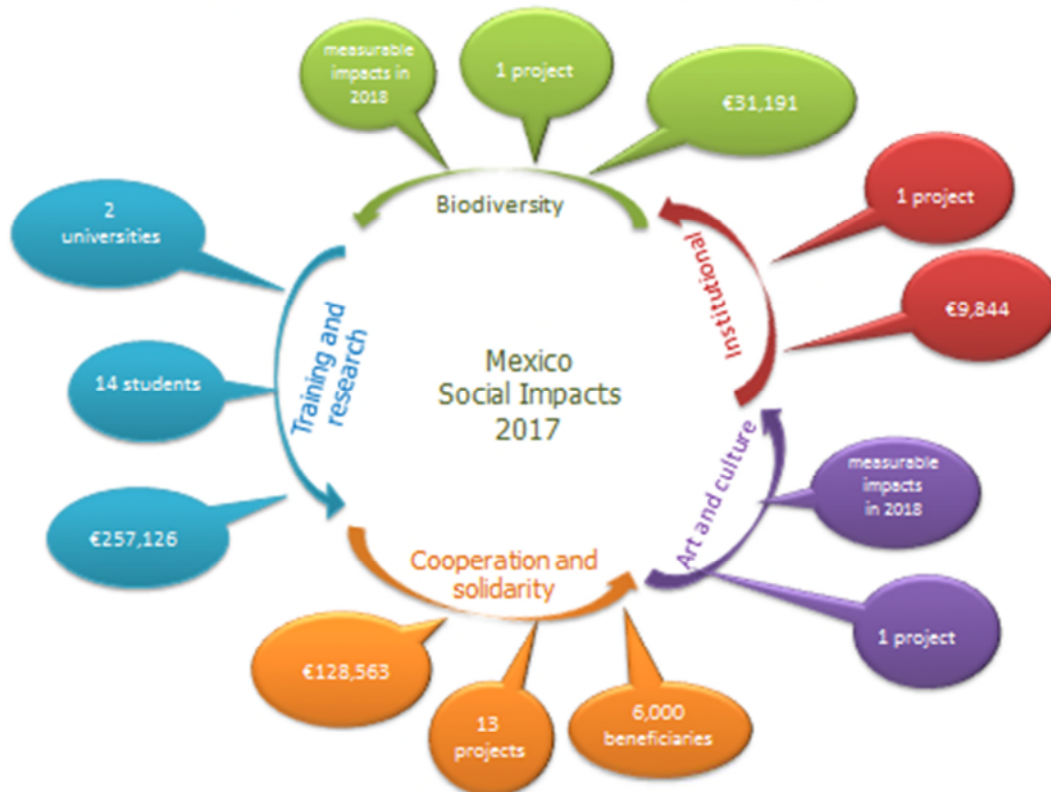 measurable
impacts in
2018
1 project
€31,191
Biodiversity
1 project
€9,844
Institutional
2
universities
14 students
€257,126
Training and
research
Mexico
Social Impacts
2017
measurable
impacts
in 2018
1 project
Art and culture
Cooperation and
solidarity
€128,563
13
projects
6,000
beneficiaries